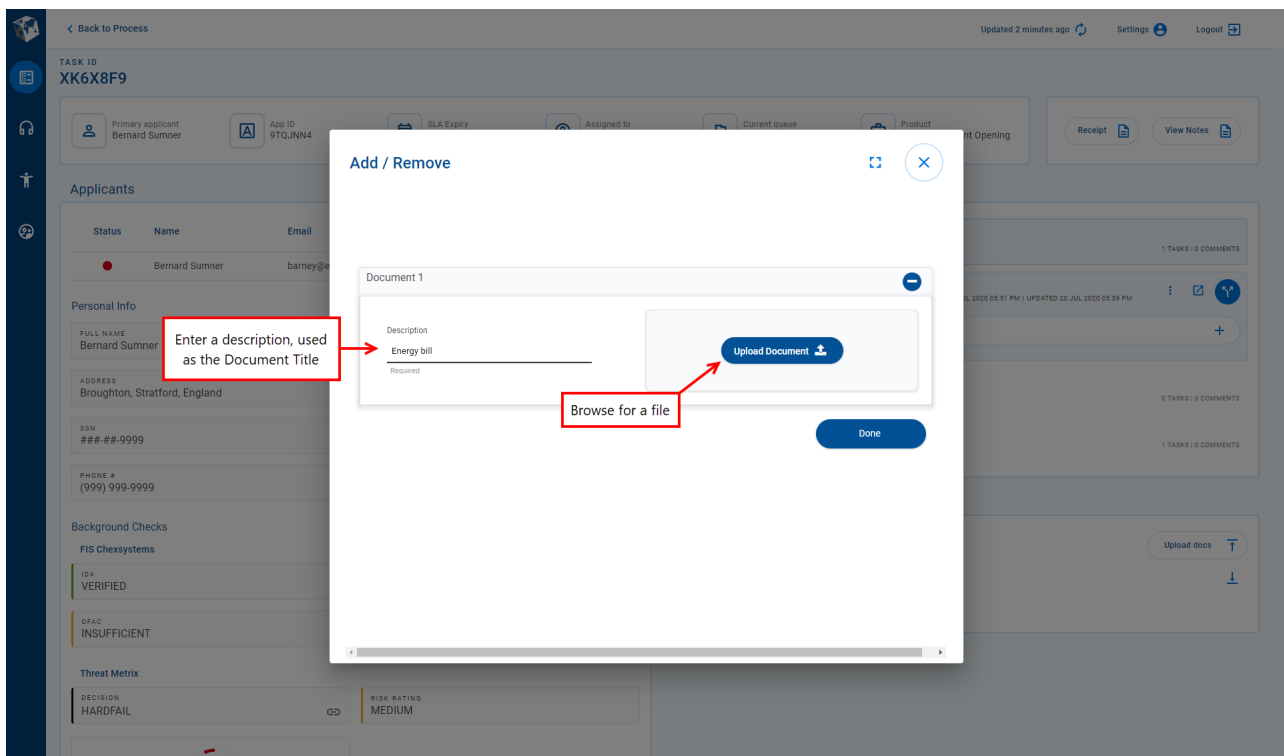 Back to Process
Updated 2 minutes ago
Settings
Logout
TASK ID
XK6X8F9
Primary applicant
Bernard Sumner
App ID
9TQJNN4
SLA Expiry
Assigned to
Current queue
Product
nt Opening
Receipt
View Notes
Add / Remove
Applicants
Status Name Email
Bernard Sumner barney@e
1 TASKS | 0 COMMENTS
Document 1
JL 2020 05:51 PM | UPDATED 20 JUL 2020 05:59 PM
Personal Info
FULL NAME
Bernard Sumner
Enter a description, used
as the Document Title
Description
Energy bill
Required
Upload Document
Browse for a file
Done
ADDRESS
Broughton, Stratford, England
0 TASKS | 0 COMMENTS
SSN
###-##-9999
1 TASKS | 0 COMMENTS
PHONE #
(999) 999-9999
Background Checks
FIS Chexsystems
Upload docs
IDA
VERIFIED
OFAC
INSUFFICIENT
Threat Metrix
DECISION
HARDFAIL
RISK RATING
MEDIUM